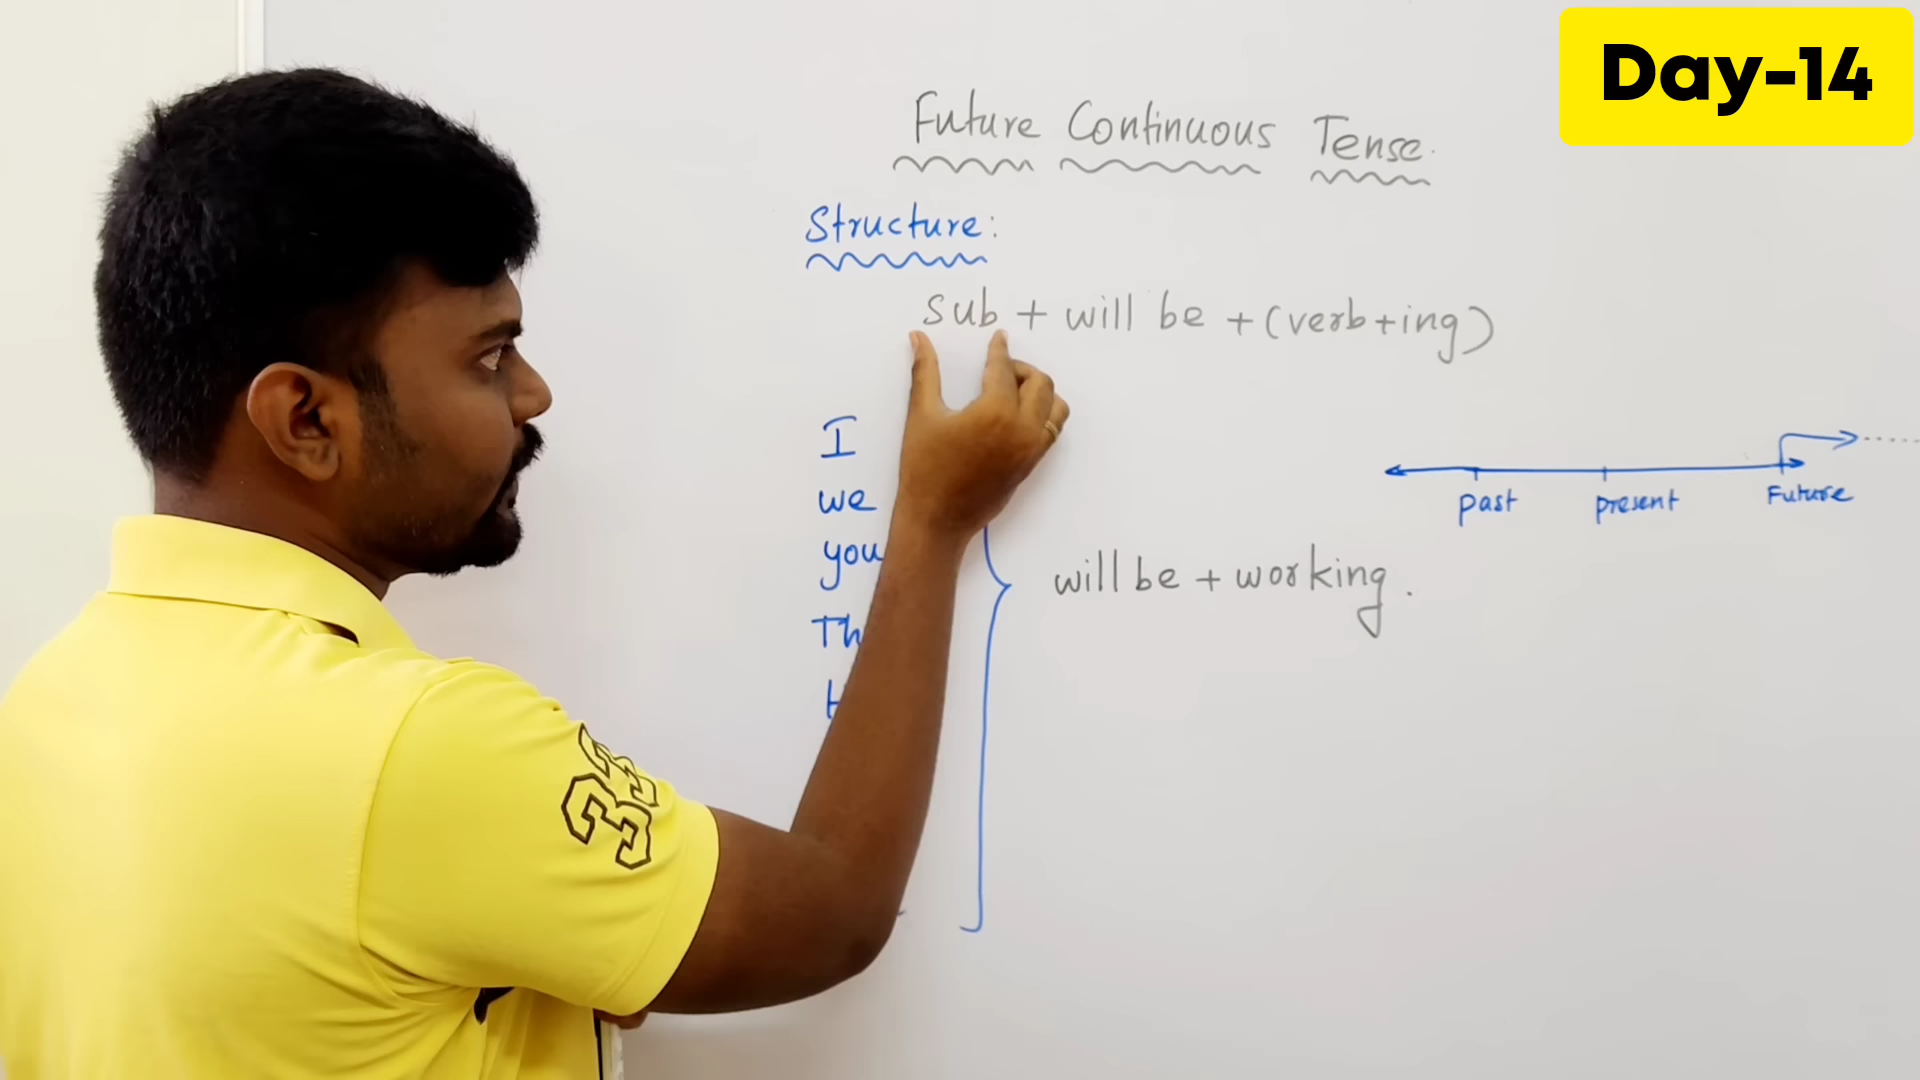 Day-14
Future Continuous Tense.
Structure:
sub + will be + (verb+ing)
I
we
you
will be + working.
past present Future
33